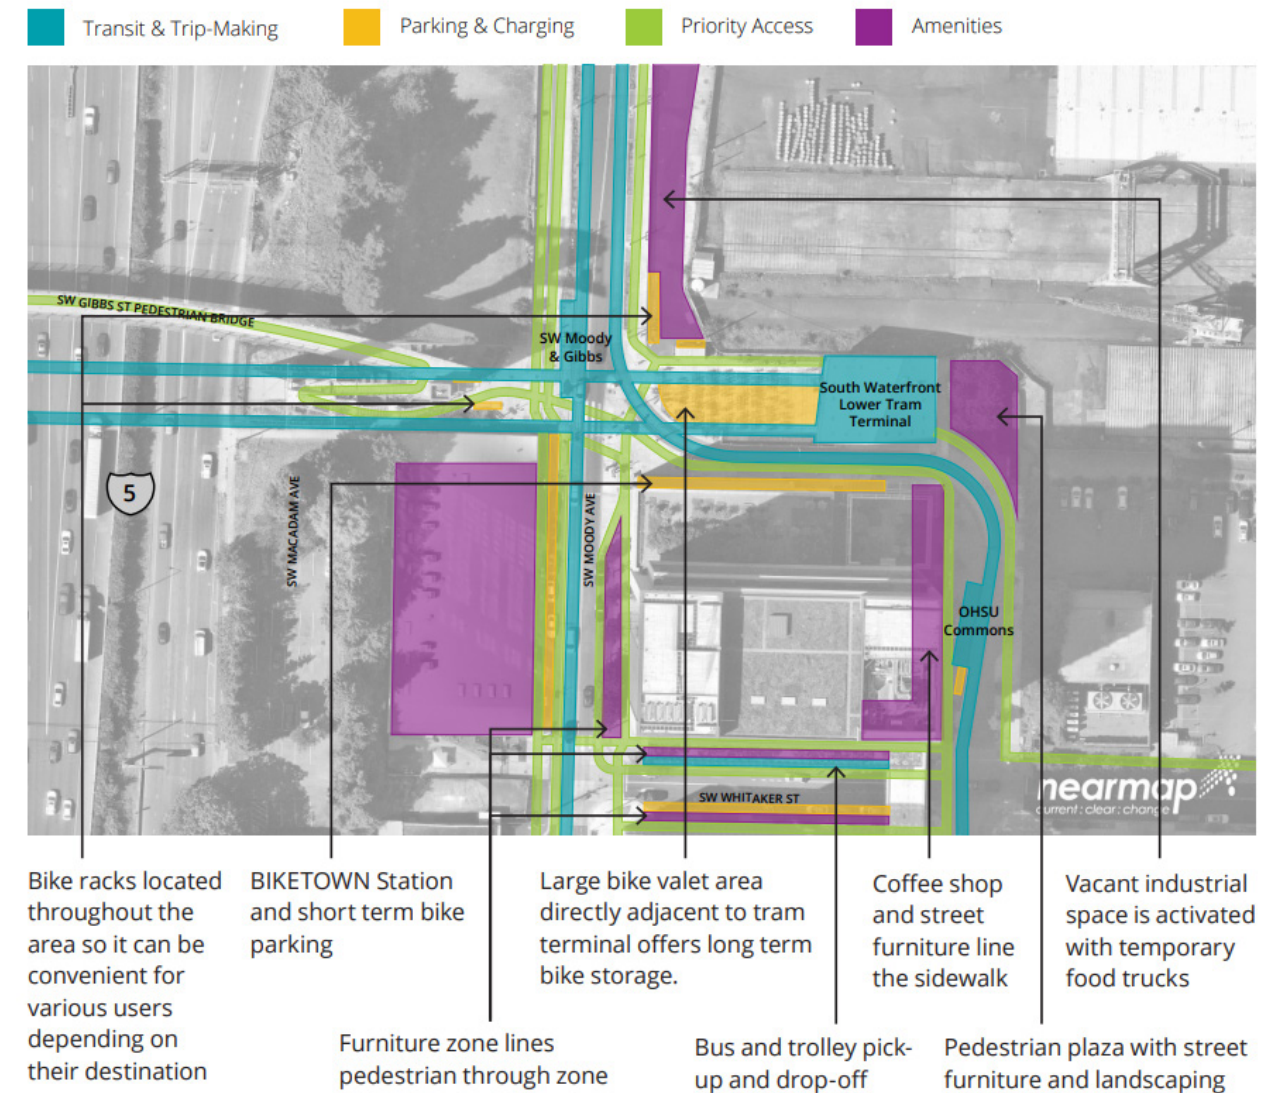 Transit & Trip-Making
Parking & Charging
Priority Access
Amenities
SW GIBBS ST PEDESTRIAN BRIDGE
SW Moody
& Gibbs
South Waterfront
Lower Tram
Terminal
5
SW MACADAM AVE
SW MOODY AVE
OHSU
Commons
SW WHITAKER ST
nearmap
current:clear:change
Bike racks located
throughout the
area so it can be
convenient for
various users
depending on
their destination
BIKETOWN Station
and short term bike
parking
Large bike valet area
directly adjacent to tram
terminal offers long term
bike storage.
Coffee shop
and street
furniture line
the sidewalk
Vacant industrial
space is activated
with temporary
food trucks
Furniture zone lines
pedestrian through zone
Bus and trolley pick-
up and drop-off
Pedestrian plaza with street
furniture and landscaping